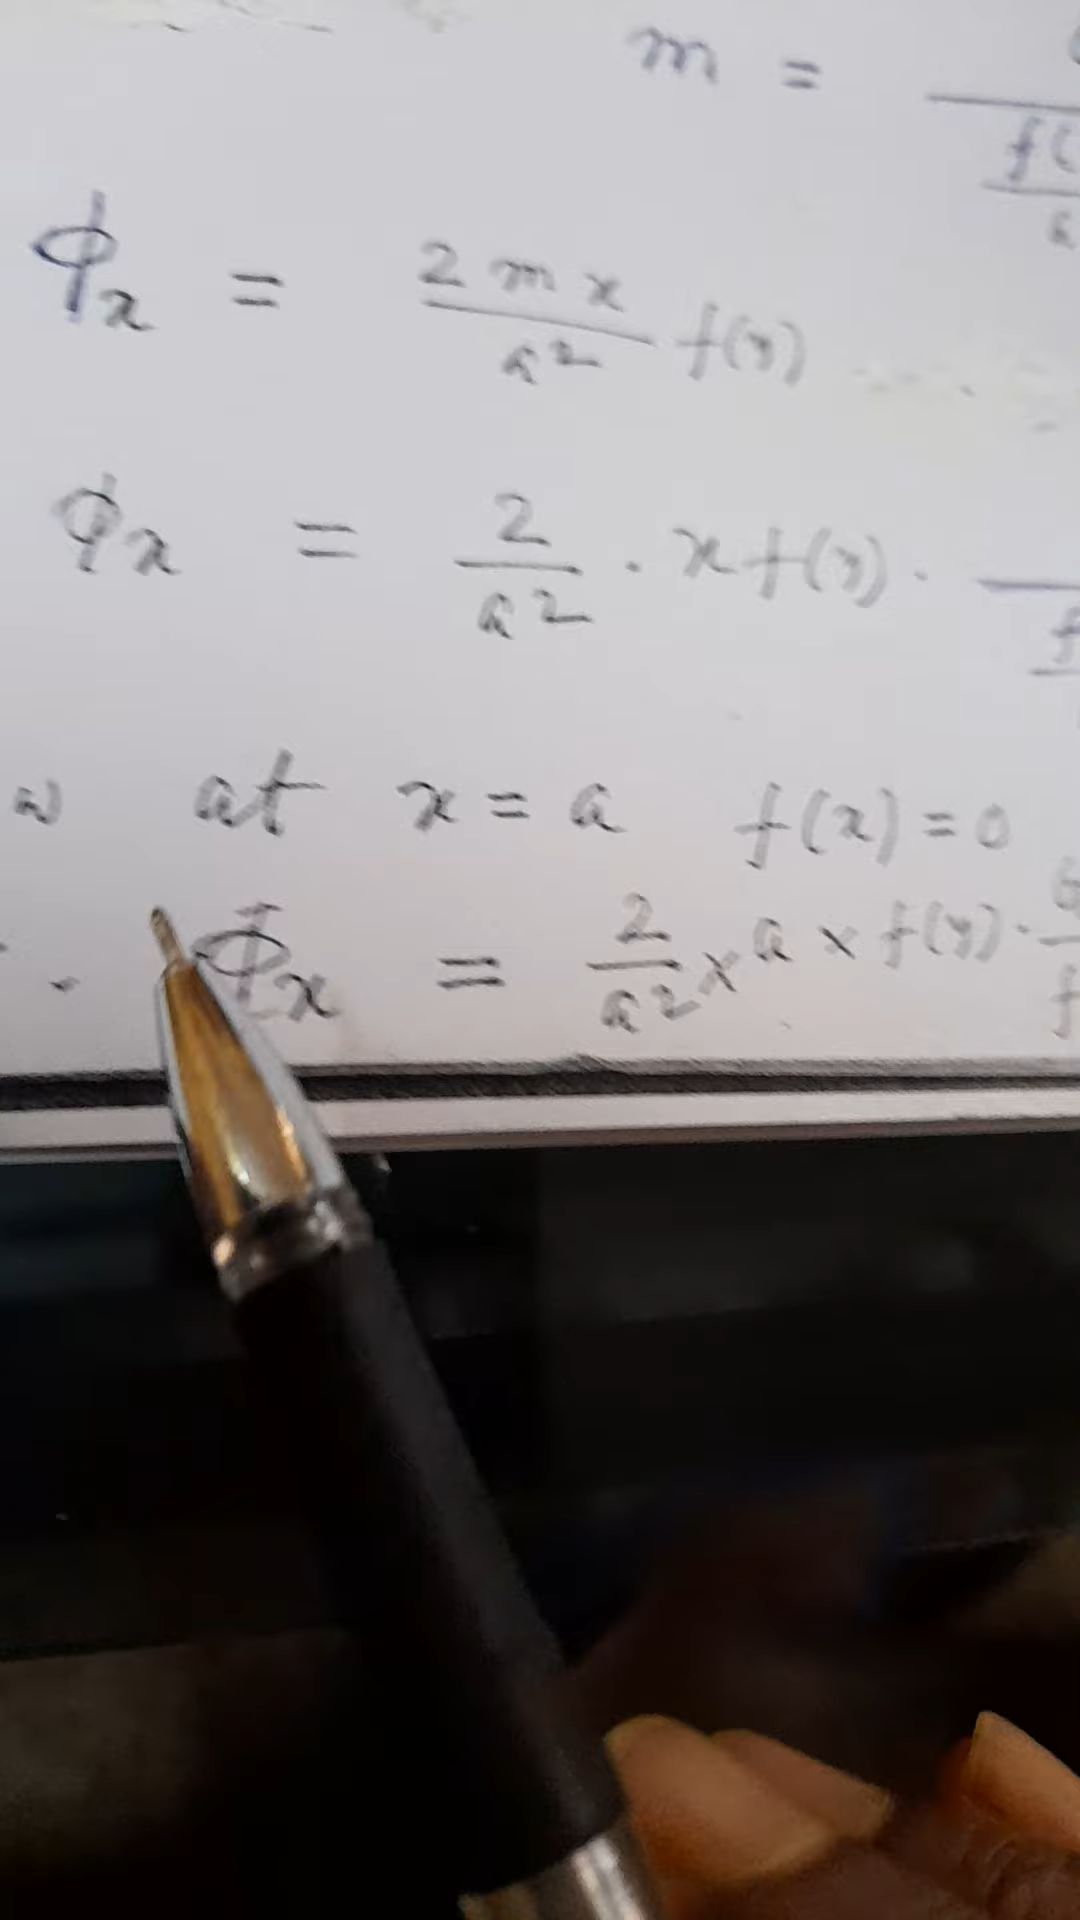 m =
f(
a
ϕx = 2mx/a² f(y)
ϕx = 2/a² · x f(y) ·
f
w at x = a f(x) = 0
Φx = 2/a² × a × f(y) ·
f